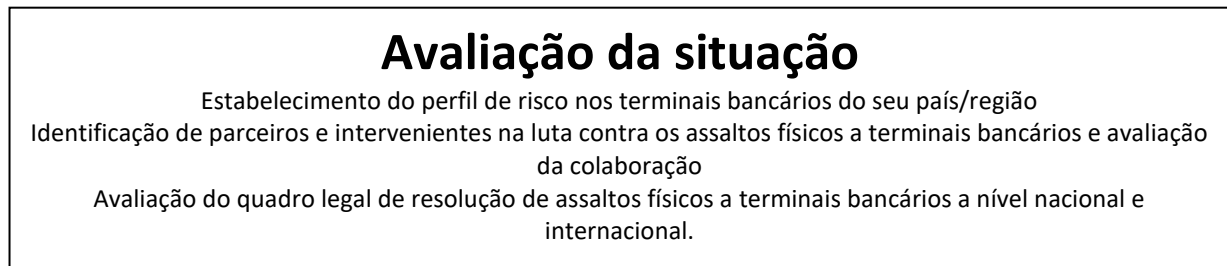 Avaliação da situação
Estabelecimento do perfil de risco nos terminais bancários do seu país/região
Identificação de parceiros e intervenientes na luta contra os assaltos físicos a terminais bancários e avaliação
da colaboração
Avaliação do quadro legal de resolução de assaltos físicos a terminais bancários a nível nacional e
internacional.